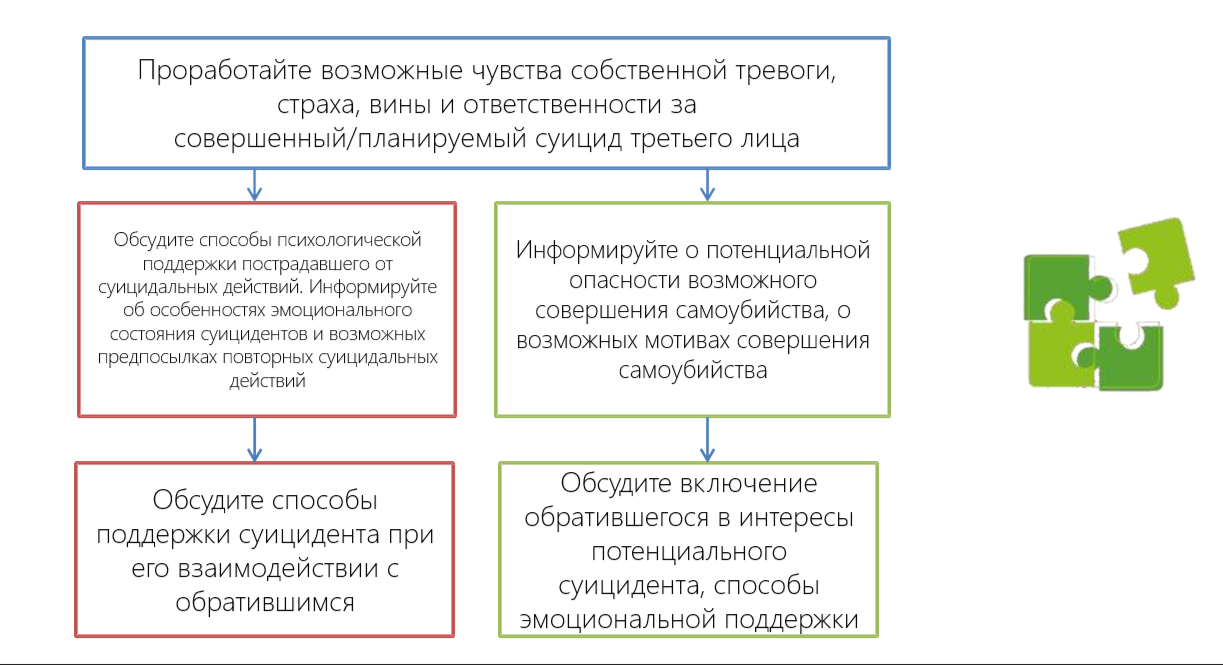 Проработайте возможные чувства собственной тревоги,
страха, вины и ответственности за
совершенный/планируемый суицид третьего лица
Обсудите способы психологической
поддержки пострадавшего от
суицидальных действий. Информируйте
об особенностях эмоционального
состояния суицидентов и возможных
предпосылках повторных суицидальных
действий
Информируйте о потенциальной
опасности возможного
совершения самоубийства, о
возможных мотивах совершения
самоубийства
Обсудите способы
поддержки суицидента при
его взаимодействии с
обратившимся
Обсудите включение
обратившегося в интересы
потенциального
суицидента, способы
эмоциональной поддержки